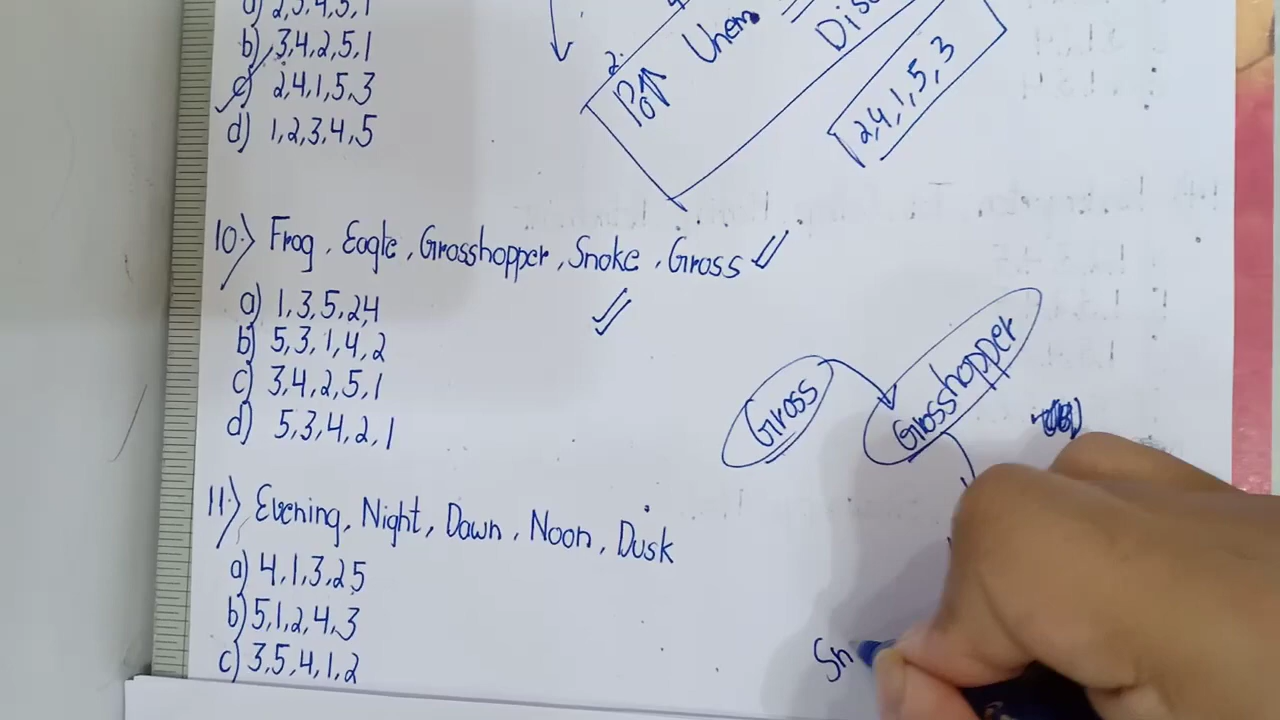 b) 3,4,2,5,1
c) 2,4,1,5,3
d) 1,2,3,4,5
2.
Pop Unem
2,4,1,5,3
10.> Frog, Eagle, Grasshopper, Snake, Grass
a) 1,3,5,2,4
b) 5,3,1,4,2
c) 3,4,2,5,1
d) 5,3,4,2,1
Grass
Grasshopper
Sn
11.> Evening, Night, Dawn, Noon, Dusk
a) 4,1,3,2,5
b) 5,1,2,4,3
c) 3,5,4,1,2